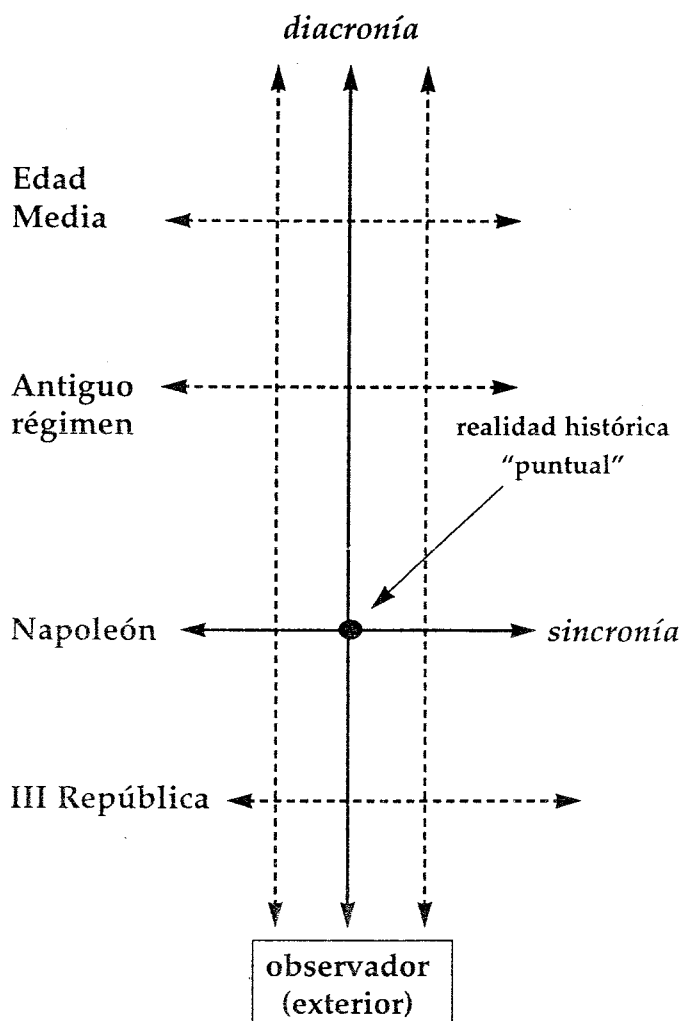 diacronía
Edad
Media
Antiguo
régimen
realidad histórica
“puntual”
Napoleón
sincronía
III República
observador
(exterior)